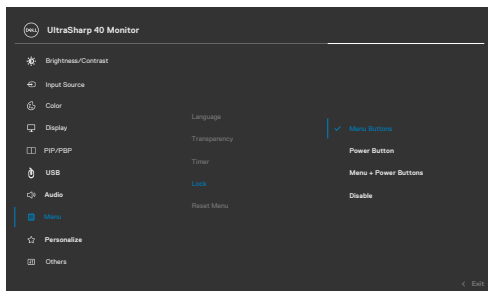 DELL UltraSharp 40 Monitor
Brightness/Contrast
Input Source
Color
Display
PIP/PBP
USB
Audio
Menu
Personalize
Others
Language
Transparency
Timer
Lock
Reset Menu
✓ Menu Buttons
Power Button
Menu + Power Buttons
Disable
< Exit